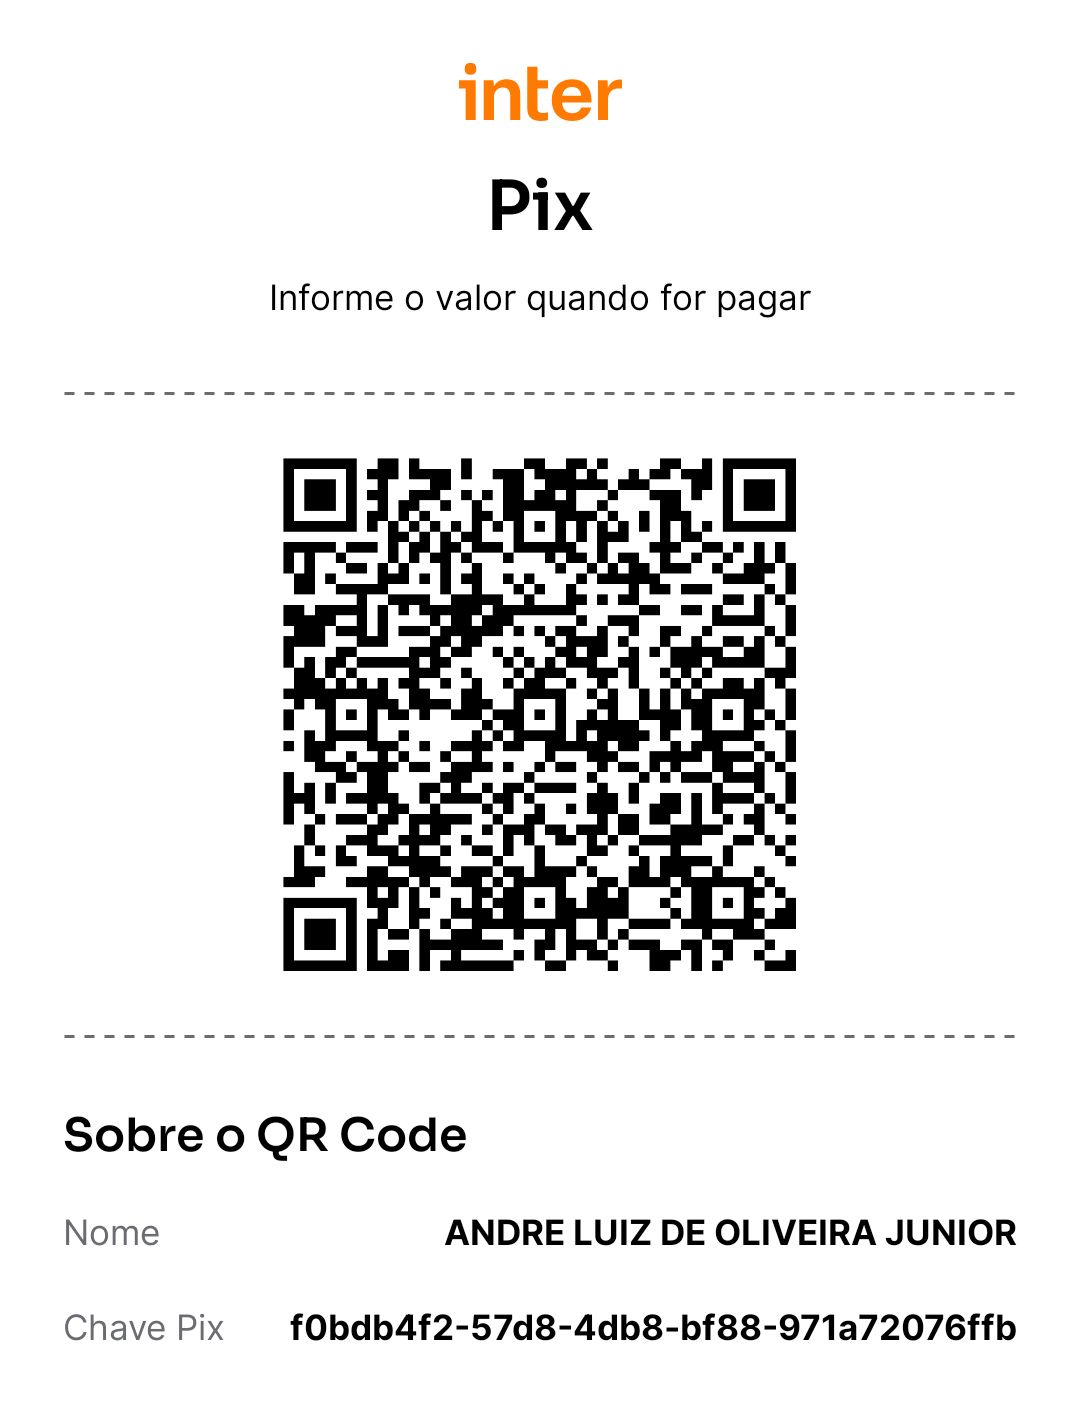 inter
Pix
Informe o valor quando for pagar
Sobre o QR Code
Nome ANDRE LUIZ DE OLIVEIRA JUNIOR
Chave Pix f0bdb4f2-57d8-4db8-bf88-971a72076ffb